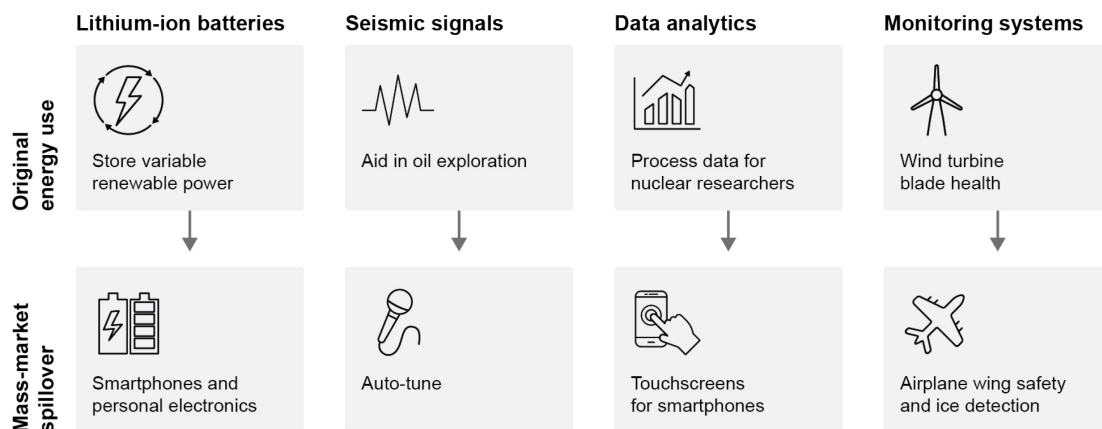 Lithium-ion batteries
Seismic signals
Data analytics
Monitoring systems
Original
energy use
Store variable
renewable power
Aid in oil exploration
Process data for
nuclear researchers
Wind turbine
blade health
Mass-market
spillover
Smartphones and
personal electronics
Auto-tune
Touchscreens
for smartphones
Airplane wing safety
and ice detection